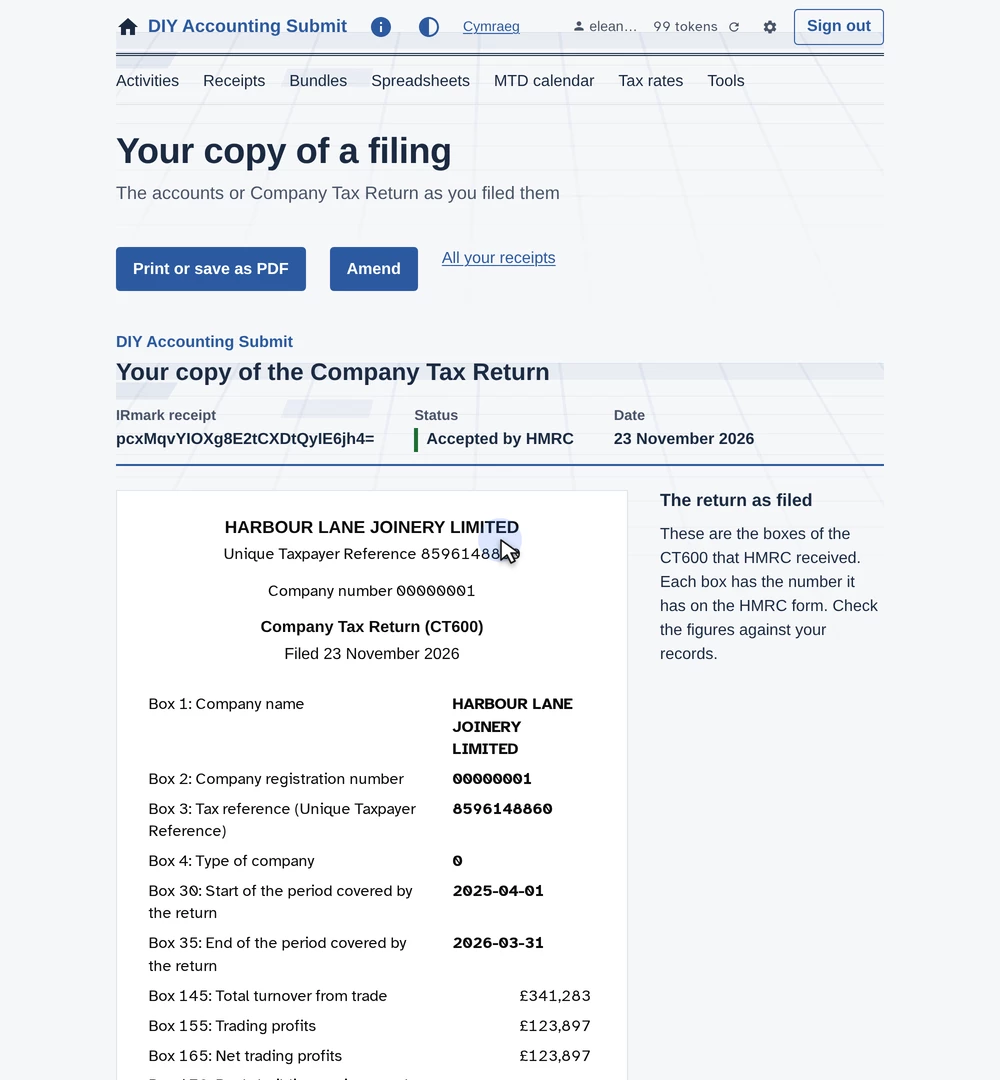 DIY Accounting Submit
Cymraeg
elean...
99 tokens
Sign out
Activities Receipts Bundles Spreadsheets MTD calendar Tax rates Tools
Your copy of a filing
The accounts or Company Tax Return as you filed them
Print or save as PDF
Amend
All your receipts
DIY Accounting Submit
Your copy of the Company Tax Return
IRmark receipt
pcxMqvYIOXg8E2tCXDtQyIE6jh4=
Status
Accepted by HMRC
Date
23 November 2026
HARBOUR LANE JOINERY LIMITED
Unique Taxpayer Reference
Company number 00000001
Company Tax Return (CT600)
Filed 23 November 2026
Box 1: Company name
HARBOUR LANE
JOINERY
LIMITED
Box 2: Company registration number 00000001
Box 3: Tax reference (Unique Taxpayer 8596148860
Reference)
Box 4: Type of company 0
Box 30: Start of the period covered by 2025-04-01
the return
Box 35: End of the period covered by 2026-03-31
the return
Box 145: Total turnover from trade £341,283
Box 155: Trading profits £123,897
Box 165: Net trading profits £123,897
The return as filed
These are the boxes of the
CT600 that HMRC received.
Each box has the number it
has on the HMRC form. Check
the figures against your
records.